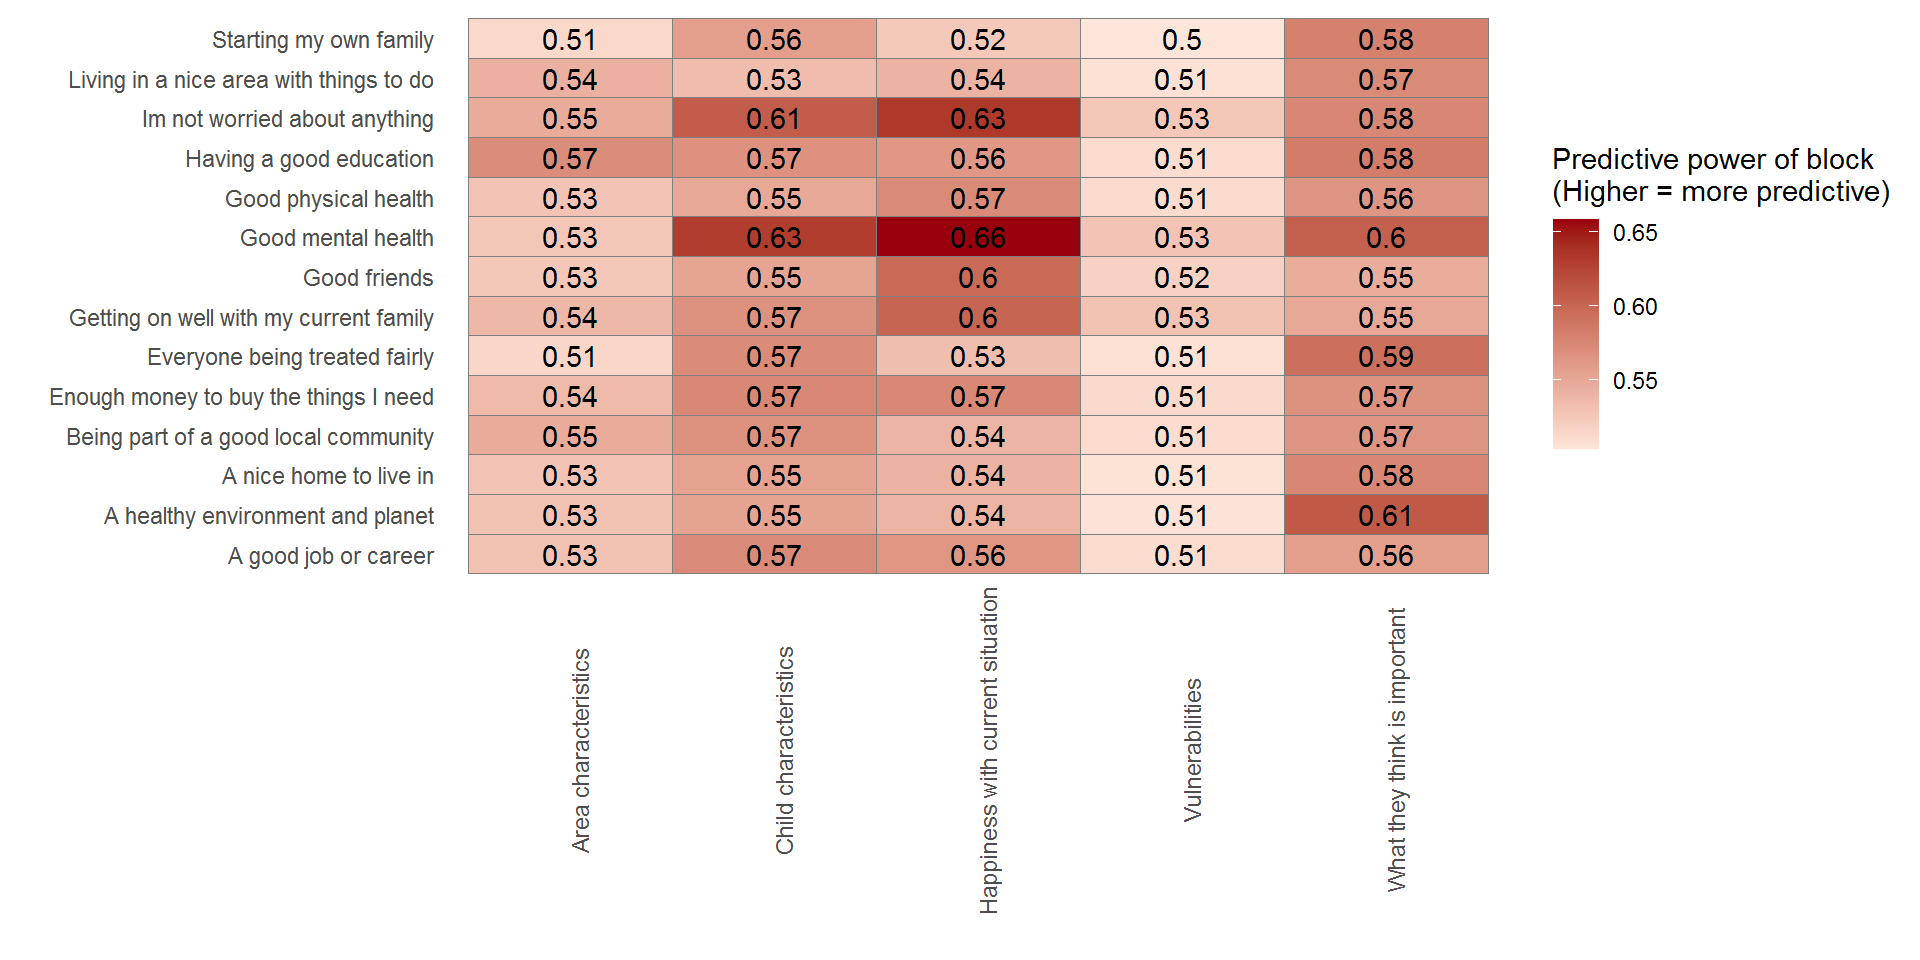 Starting my own family 0.51 0.56 0.52 0.5 0.58
Living in a nice area with things to do 0.54 0.53 0.54 0.51 0.57
Im not worried about anything 0.55 0.61 0.63 0.53 0.58
Having a good education 0.57 0.57 0.56 0.51 0.58
Good physical health 0.53 0.55 0.57 0.51 0.56
Good mental health 0.53 0.63 0.66 0.53 0.6
Good friends 0.53 0.55 0.6 0.52 0.55
Getting on well with my current family 0.54 0.57 0.6 0.53 0.55
Everyone being treated fairly 0.51 0.57 0.53 0.51 0.59
Enough money to buy the things I need 0.54 0.57 0.57 0.51 0.57
Being part of a good local community 0.55 0.57 0.54 0.51 0.57
A nice home to live in 0.53 0.55 0.54 0.51 0.58
A healthy environment and planet 0.53 0.55 0.54 0.51 0.61
A good job or career 0.53 0.57 0.56 0.51 0.56
Area characteristics
Child characteristics
Happiness with current situation
Vulnerabilities
What they think is important
Predictive power of block
(Higher = more predictive)
0.65
0.60
0.55